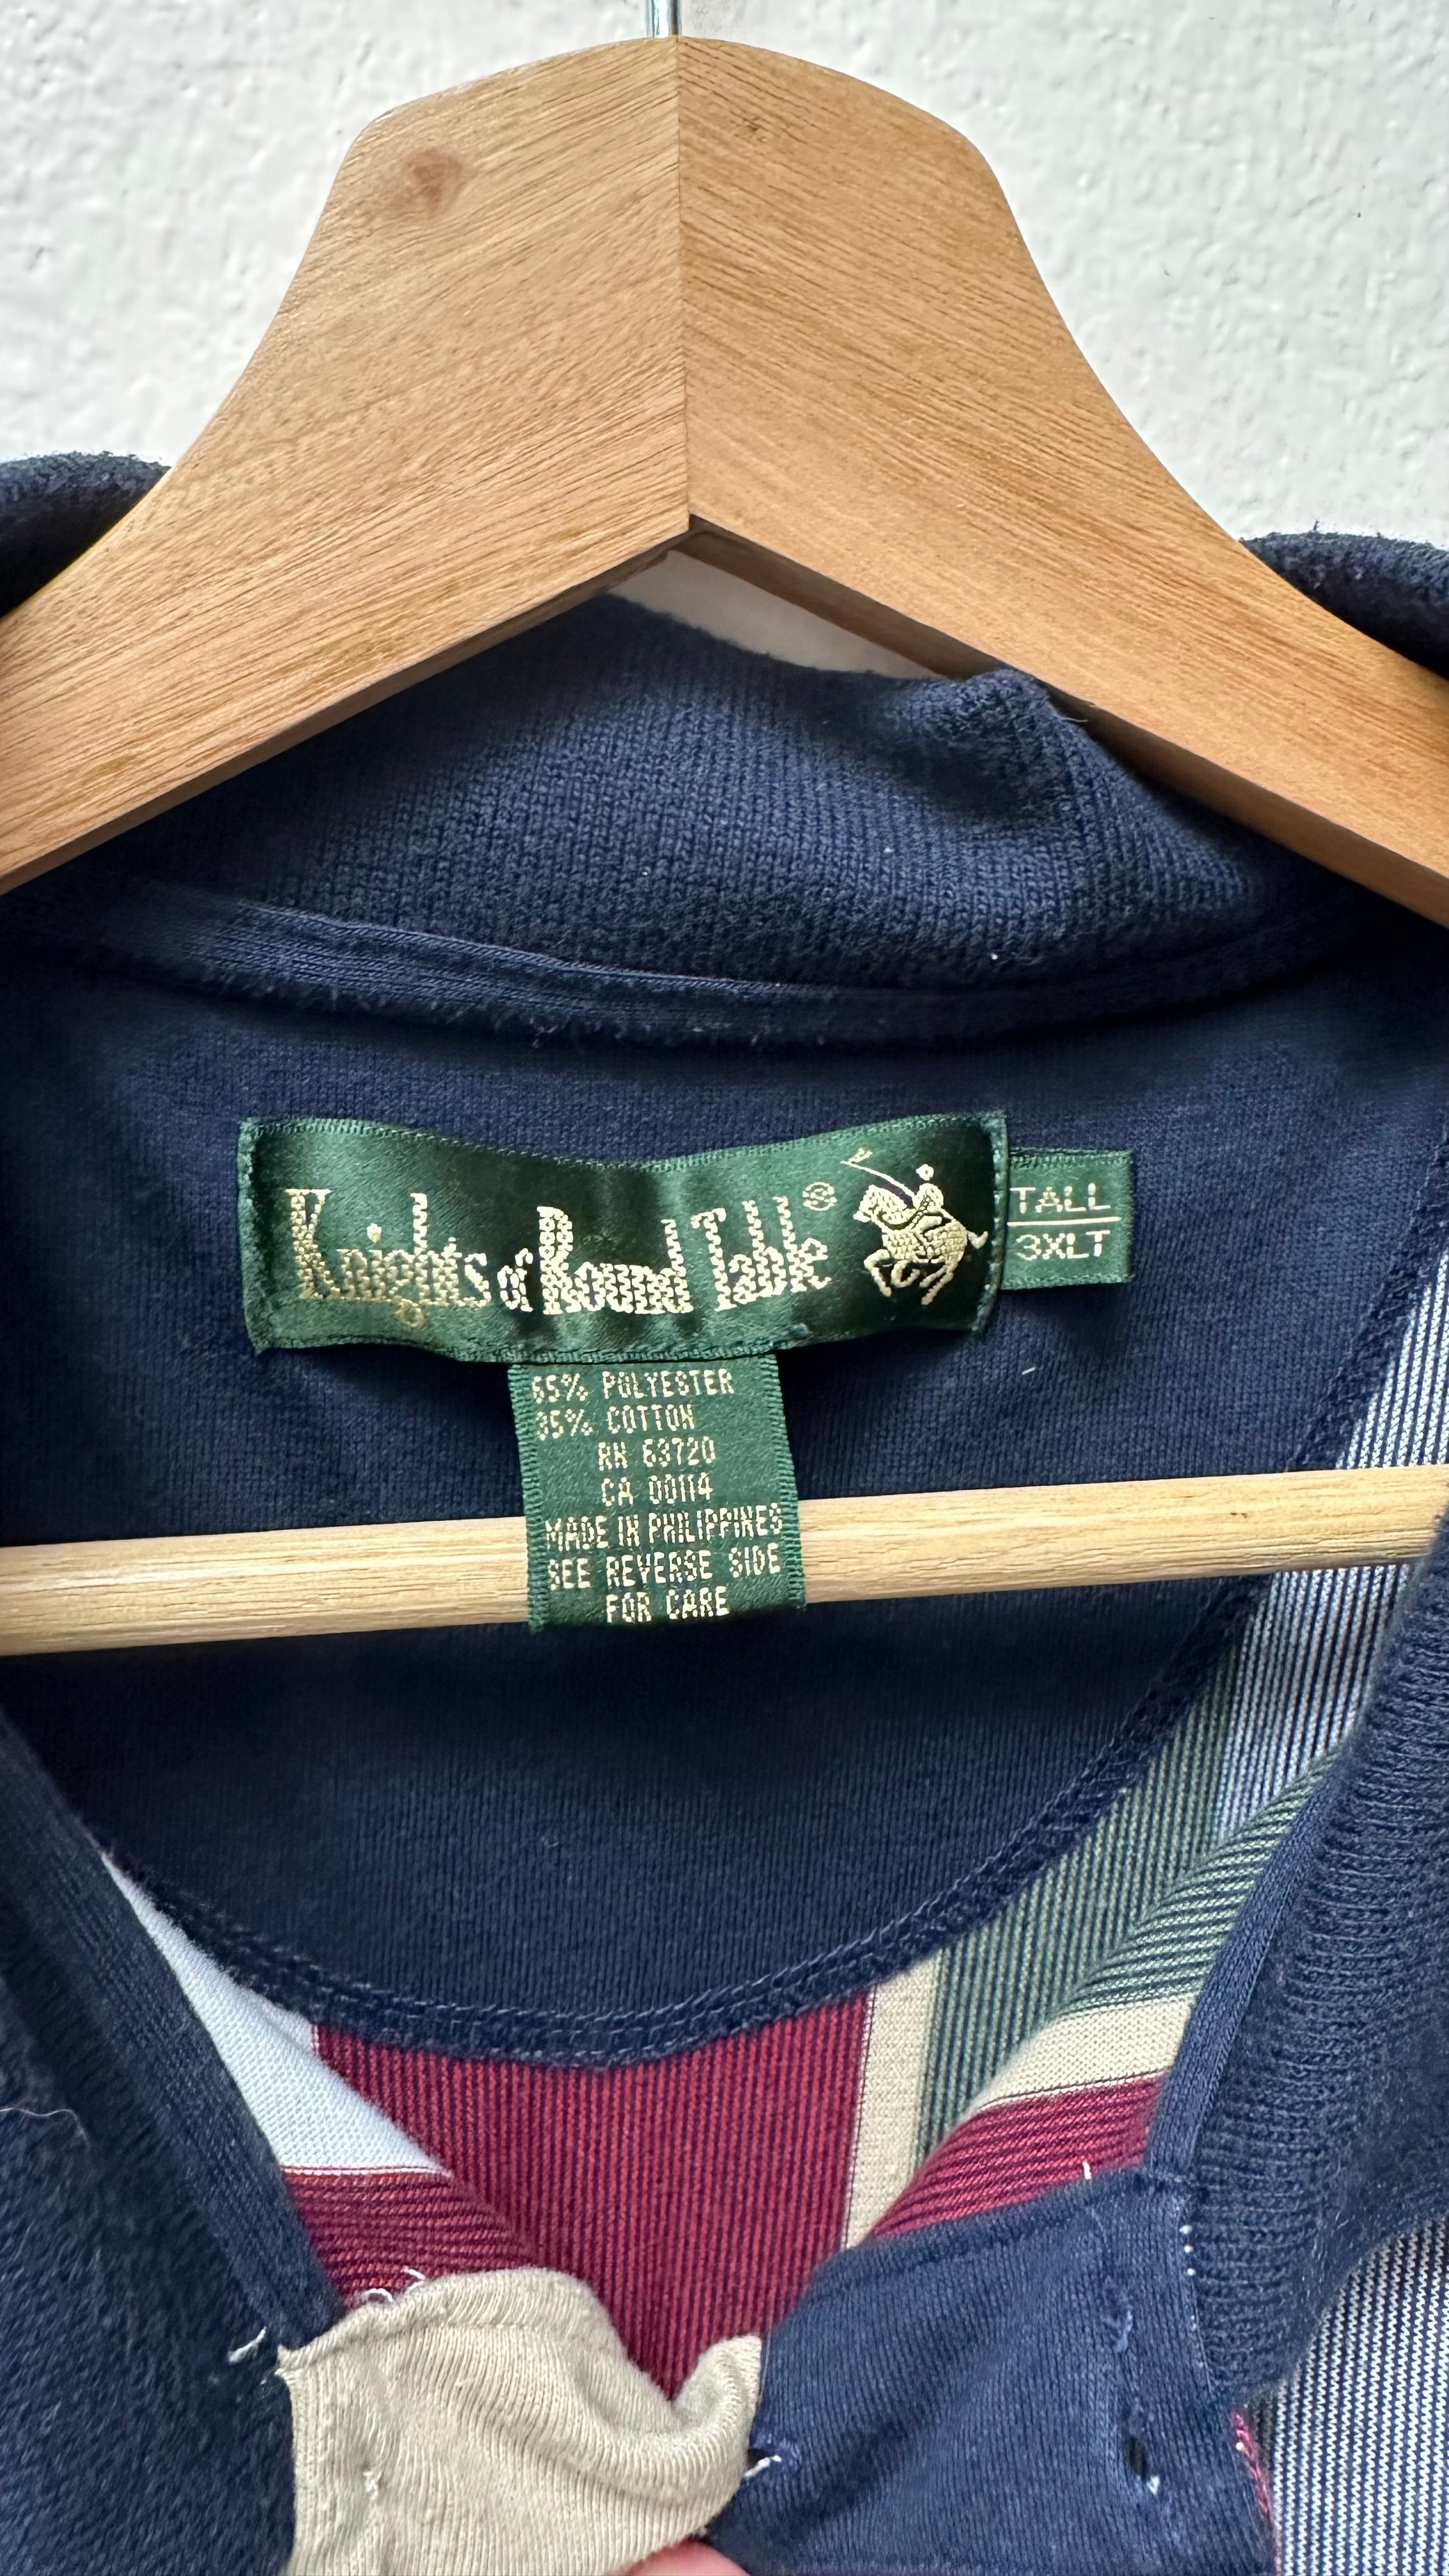 Knights of Round Table®
TALL
3XLT
65% POLYESTER
35% COTTON
RN 63720
CA 00114
MADE IN PHILIPPINES
SEE REVERSE SIDE
FOR CARE